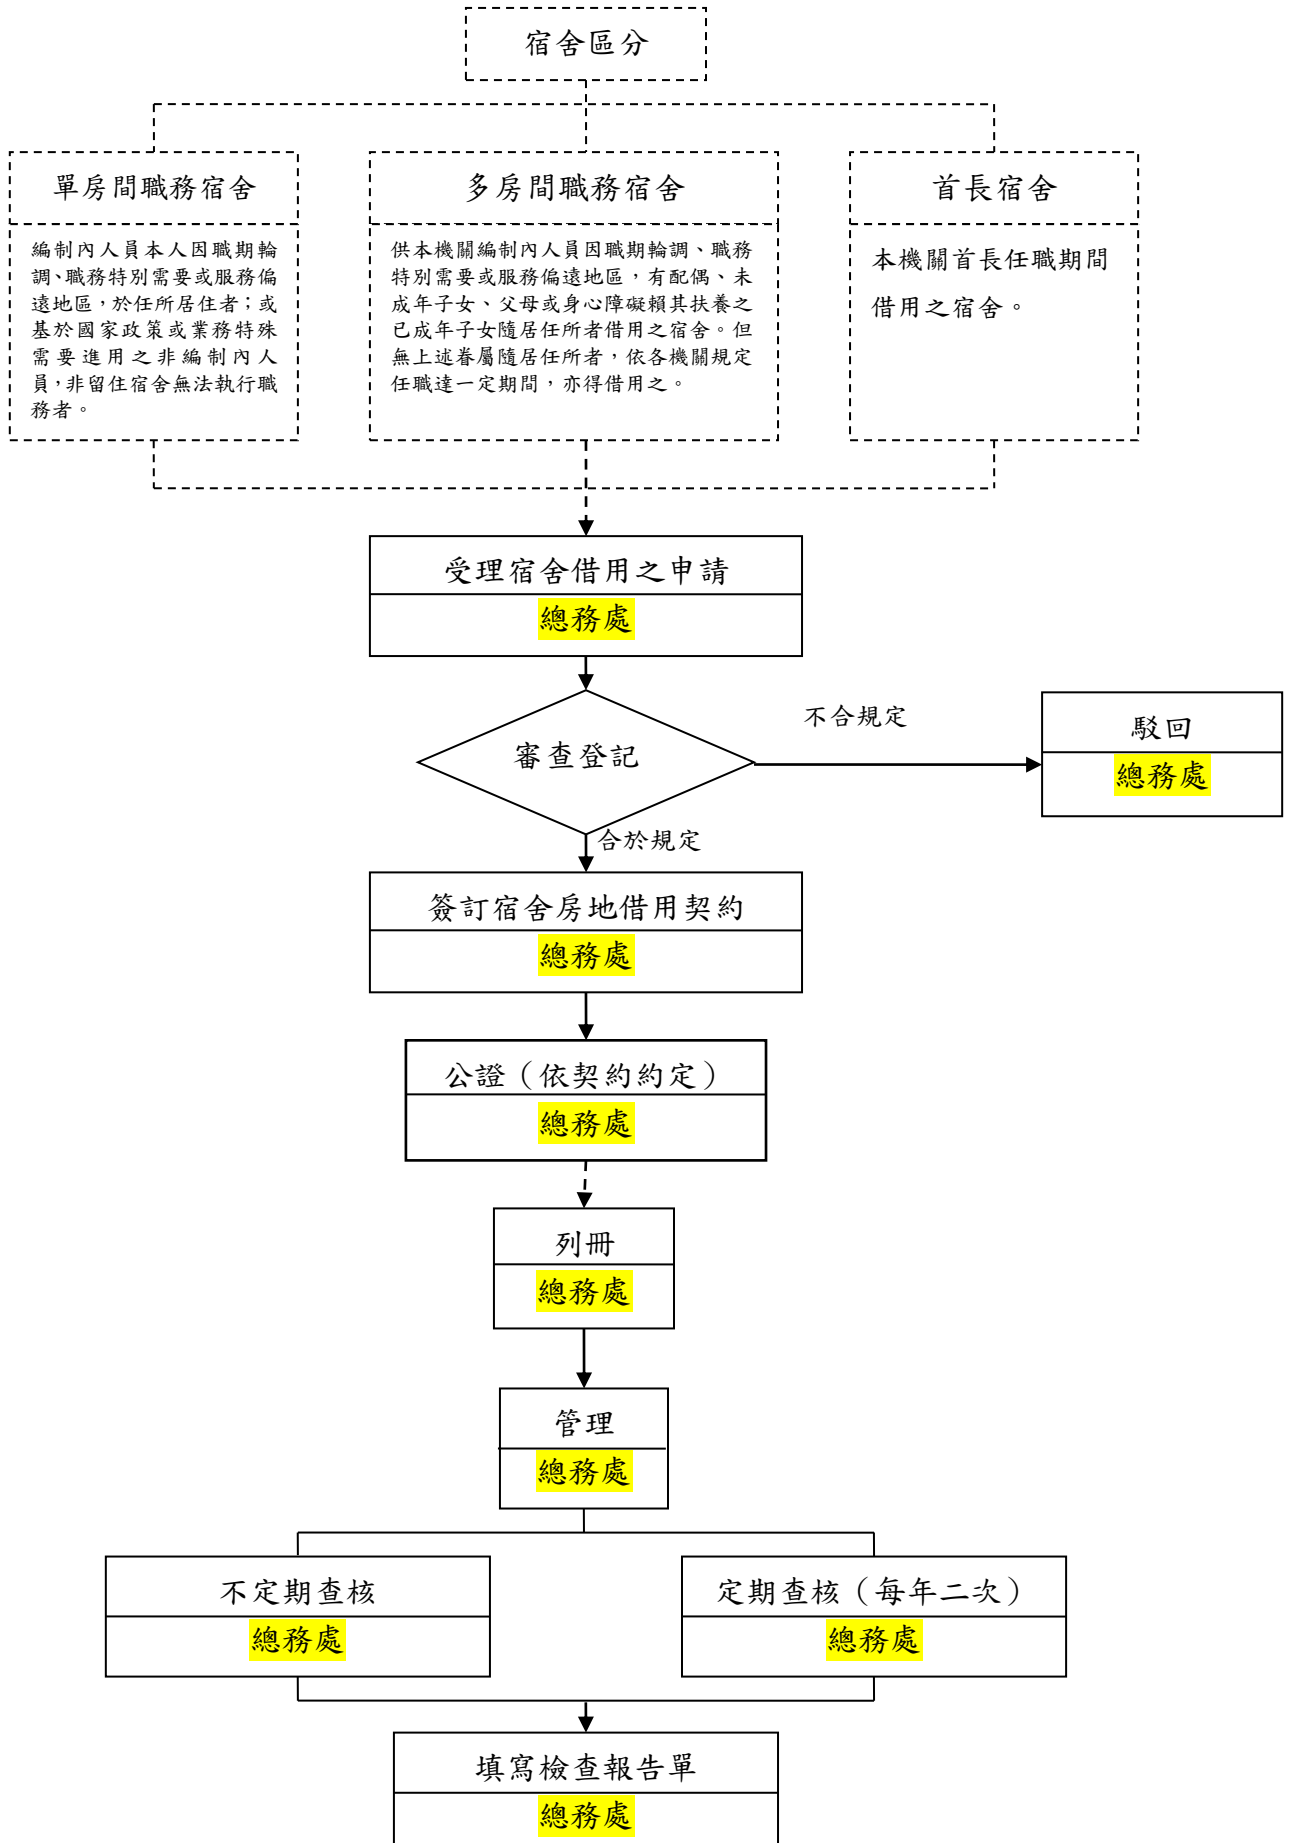 宿舍區分
單房間職務宿舍
編制內人員本人因職期輪
調、職務特別需要或服務偏
遠地區，於任所居住者；或
基於國家政策或業務特殊
需要進用之非編制內人
員，非留住宿舍無法執行職
務者。
多房間職務宿舍
供本機關編制內人員因職期輪調、職務
特別需要或服務偏遠地區，有配偶、未
成年子女、父母或身心障礙賴其扶養之
已成年子女隨居任所者借用之宿舍。但
無上述眷屬隨居任所者，依各機關規定
任職達一定期間，亦得借用之。
首長宿舍
本機關首長任職期間
借用之宿舍。
受理宿舍借用之申請
總務處
審查登記
不合規定
駁回
總務處
合於規定
簽訂宿舍房地借用契約
總務處
公證（依契約約定）
總務處
列冊
總務處
管理
總務處
不定期查核
總務處
定期查核（每年二次）
總務處
填寫檢查報告單
總務處